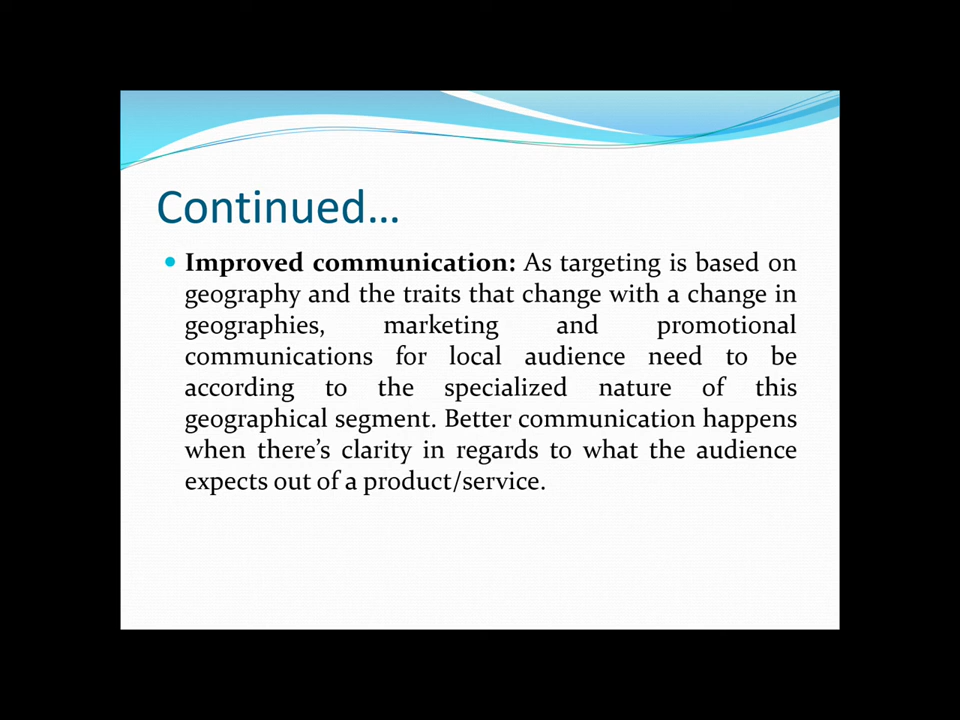 Continued...
Improved communication: As targeting is based on
geography and the traits that change with a change in
geographies, marketing and promotional
communications for local audience need to be
according to the specialized nature of this
geographical segment. Better communication happens
when there’s clarity in regards to what the audience
expects out of a product/service.